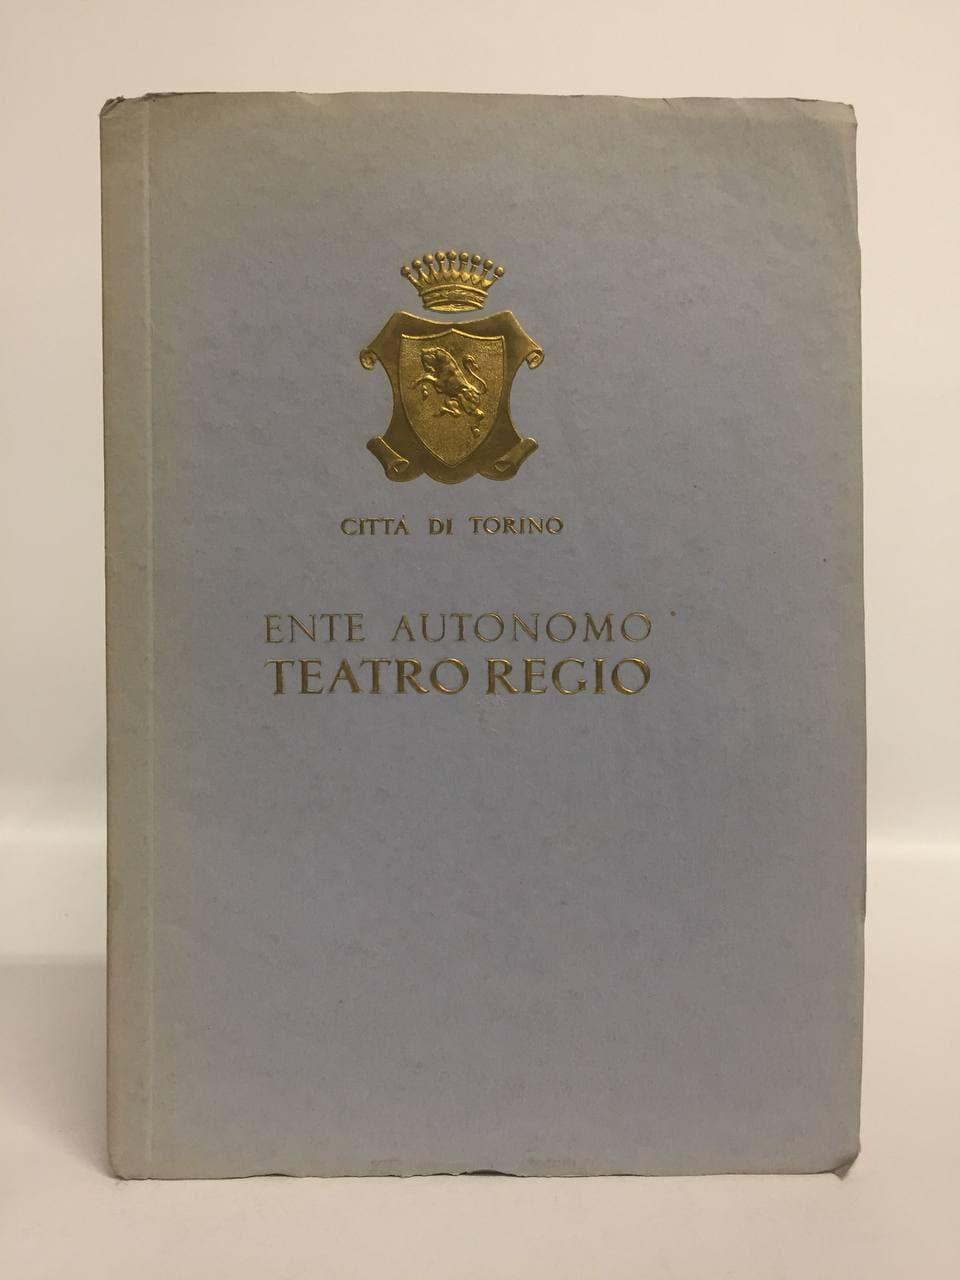 CITTÀ DI TORINO
ENTE AUTONOMO
TEATRO REGIO